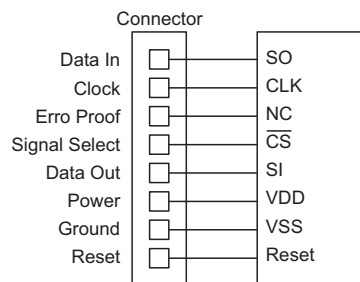 Connector
Data In SO
Clock CLK
Erro Proof NC
Signal Select C̅S̅
Data Out SI
Power VDD
Ground VSS
Reset Reset